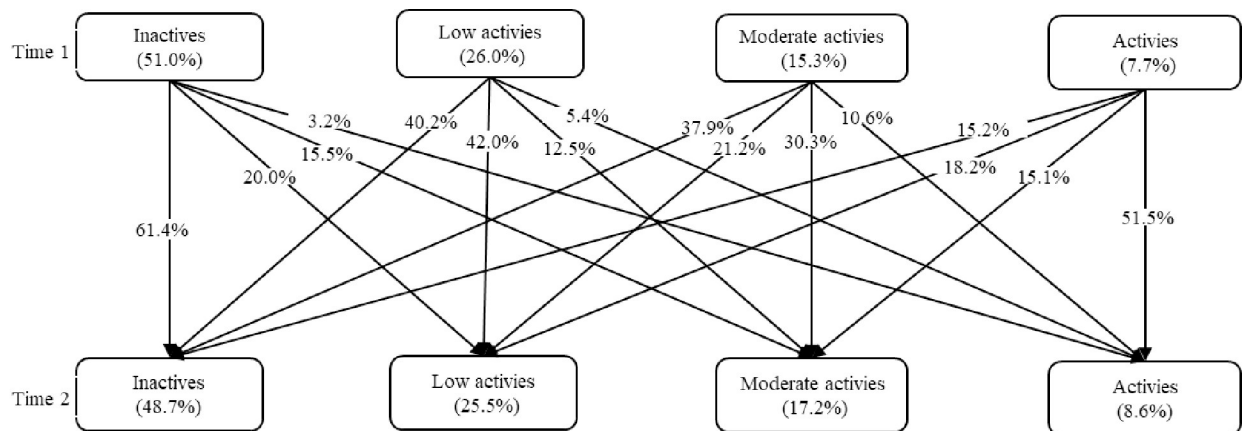 Time 1
Inactives
(51.0%)
Low activies
(26.0%)
Moderate activies
(15.3%)
Activies
(7.7%)
3.2%
40.2%
5.4%
37.9%
10.6%
15.2%
15.5%
42.0%
12.5%
21.2%
30.3%
18.2%
20.0%
15.1%
61.4%
51.5%
Time 2
Inactives
(48.7%)
Low activies
(25.5%)
Moderate activies
(17.2%)
Activies
(8.6%)